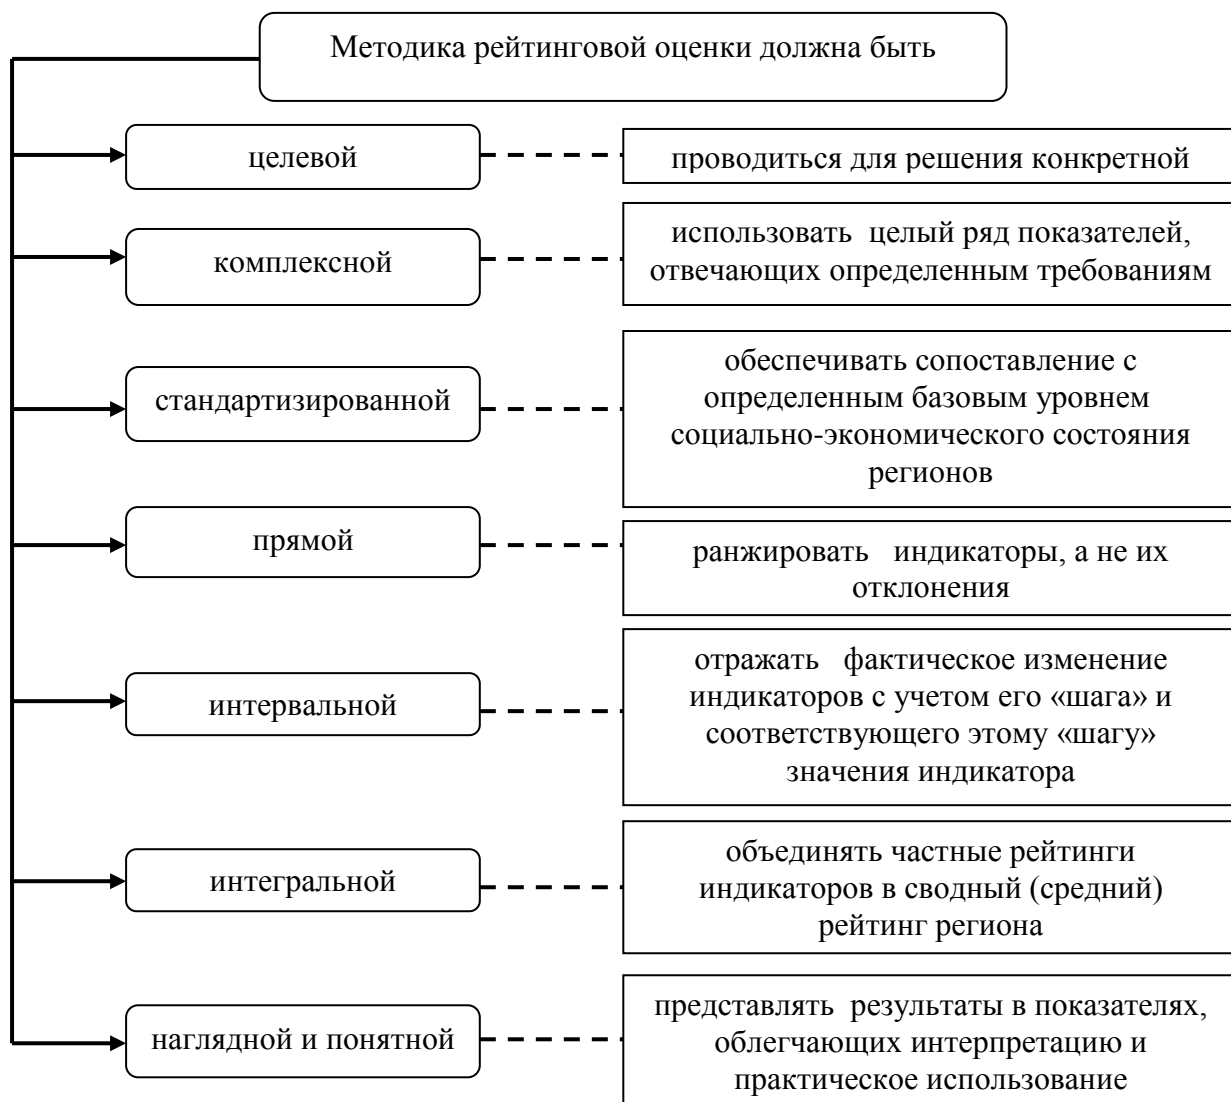 Методика рейтинговой оценки должна быть
целевой
проводиться для решения конкретной
комплексной
использовать целый ряд показателей,
отвечающих определенным требованиям
стандартизированной
обеспечивать сопоставление с
определенным базовым уровнем
социально-экономического состояния
регионов
прямой
ранжировать индикаторы, а не их
отклонения
интервальной
отражать фактическое изменение
индикаторов с учетом его «шага» и
соответствующего этому «шагу»
значения индикатора
интегральной
объединять частные рейтинги
индикаторов в сводный (средний)
рейтинг региона
наглядной и понятной
представлять результаты в показателях,
облегчающих интерпретацию и
практическое использование